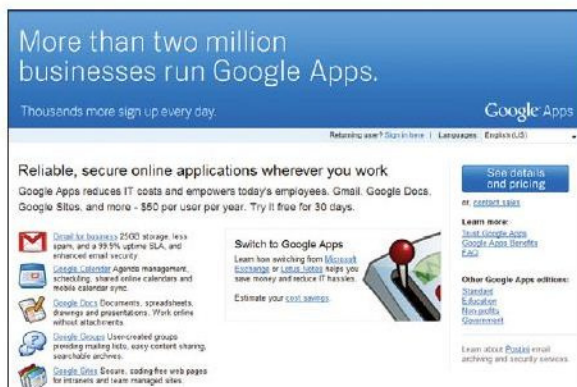 More than two million
businesses run Google Apps.
Thousands more sign up every day.
Google Apps
Returning user? Sign in here | Languages: English (US)
Reliable, secure online applications wherever you work
Google Apps reduces IT costs and empowers today's employees. Gmail, Google Docs,
Google Sites, and more - $50 per user per year. Try it free for 30 days.
Gmail for business 25GB storage, less
spam, and a 99.9% uptime SLA, and
enhanced email security.
Google Calendar Agenda management,
scheduling, shared online calendars and
mobile calendar sync.
Google Docs Documents, spreadsheets,
drawings and presentations. Work online
without attachments.
Google Groups User-created groups
providing mailing lists, easy content sharing,
searchable archives.
Google Sites Secure, coding-free web pages
for intranets and team managed sites.
Switch to Google Apps
Learn how switching from Microsoft
Exchange or Lotus Notes helps you
save money and reduce IT hassles.
Estimate your cost savings.
See details
and pricing
or, contact sales
Learn more:
Trust Google Apps
Google Apps Benefits
FAQ
Other Google Apps editions:
Standard
Education
Non-profits
Government
Learn about Postini email
archiving and security services.